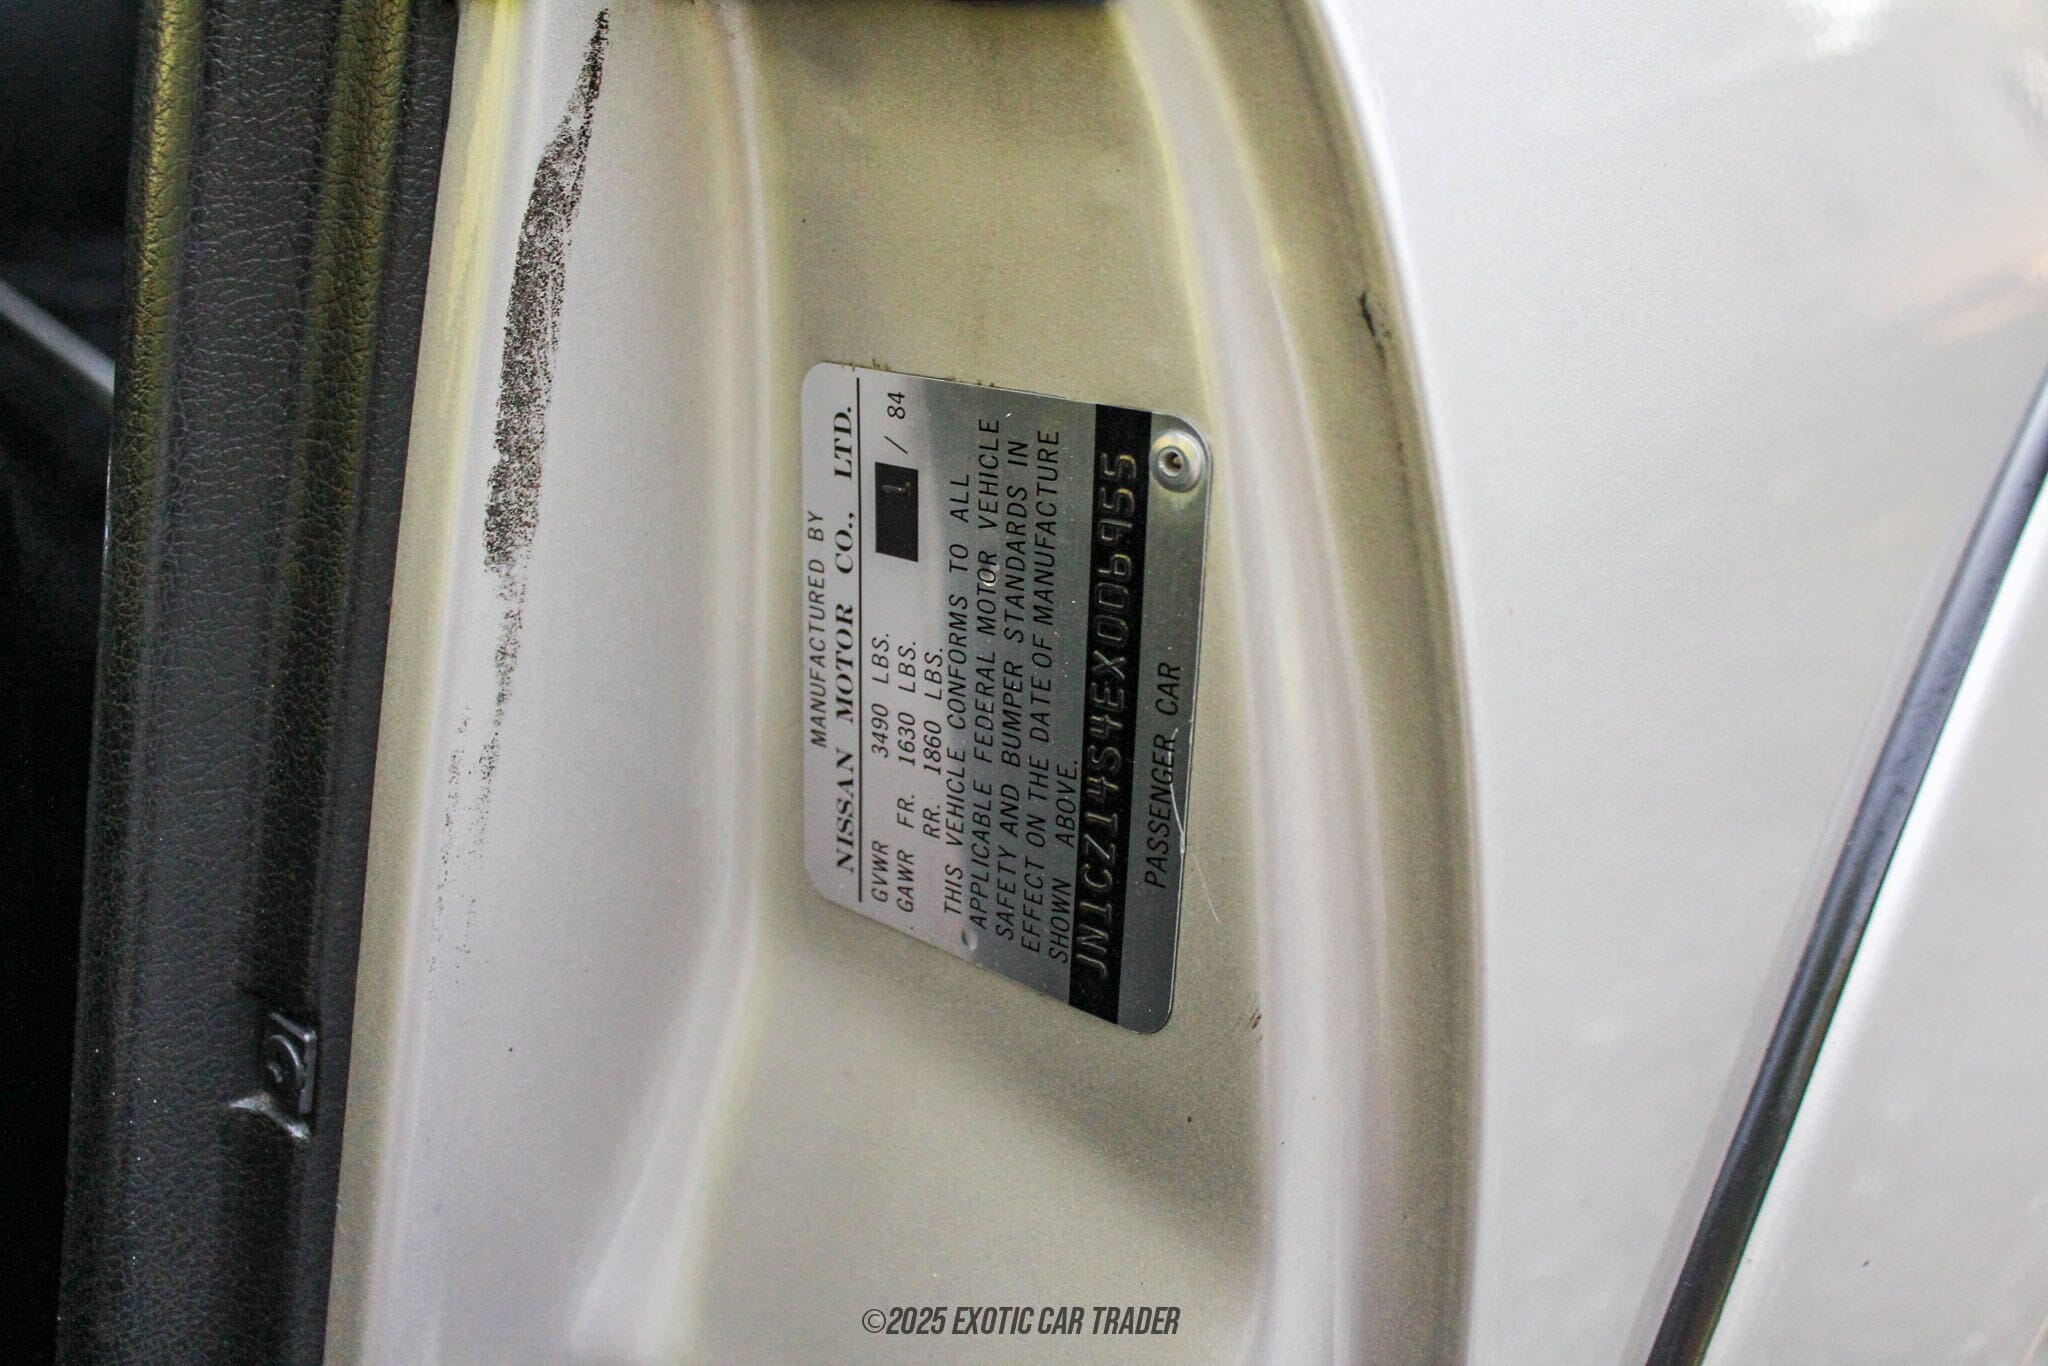 MANUFACTURED BY
NISSAN MOTOR CO., LTD.
GVWR 3490 LBS. 1 / 84
GAWR FR. 1630 LBS.
RR. 1860 LBS.
THIS VEHICLE CONFORMS TO ALL
APPLICABLE FEDERAL MOTOR VEHICLE
SAFETY AND BUMPER STANDARDS IN
EFFECT ON THE DATE OF MANUFACTURE
SHOWN ABOVE.
JN1CZ14S4EX006955
PASSENGER CAR
©2025 EXOTIC CAR TRADER